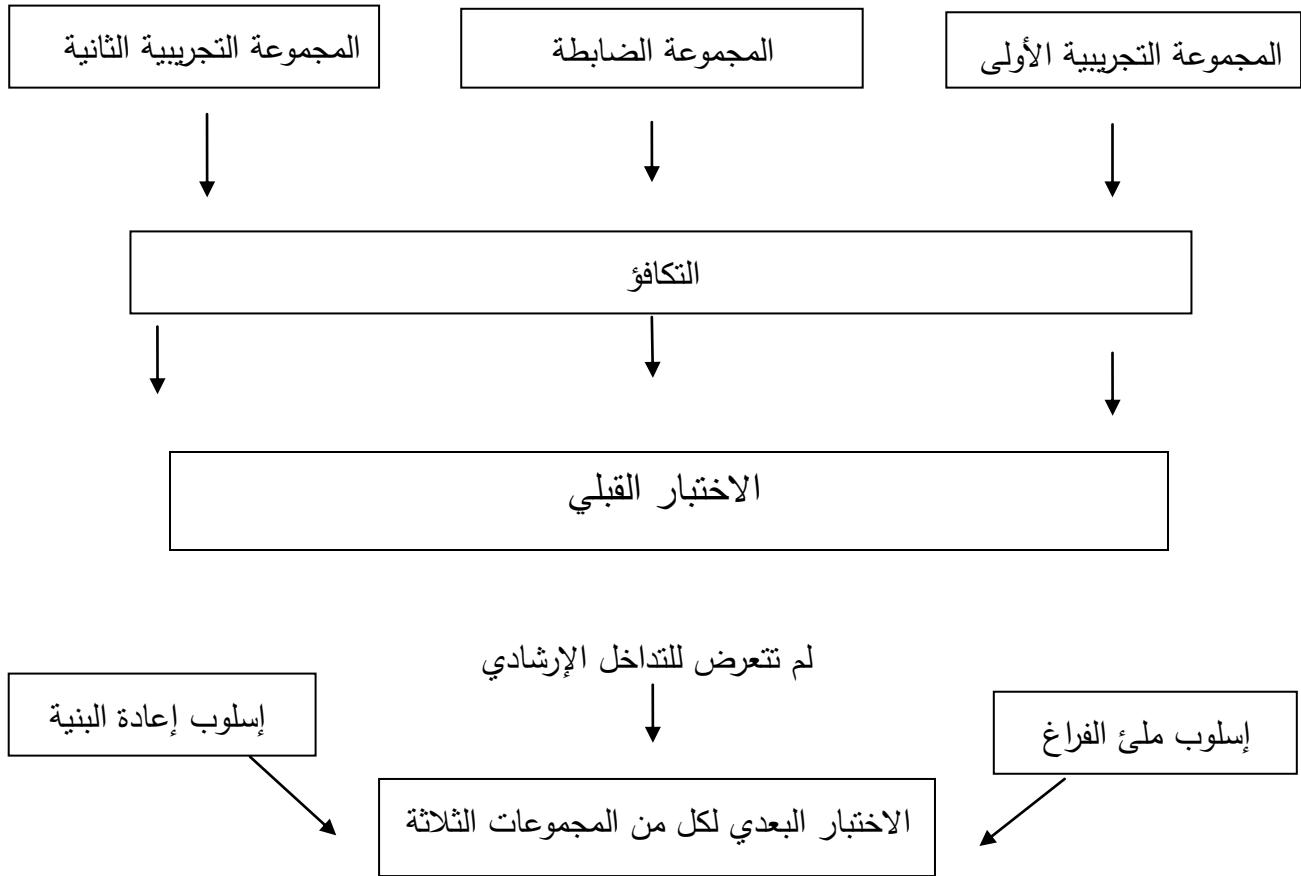 المجموعة التجريبية الأولى
المجموعة الضابطة
المجموعة التجريبية الثانية
التكافؤ
الاختبار القبلي
لم تتعرض للتداخل الإرشادي
إسلوب ملئ الفراغ
إسلوب إعادة البنية
الاختبار البعدي لكل من المجموعات الثلاثة